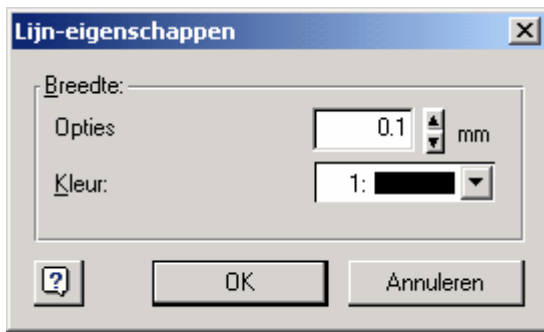 Lijn-eigenschappen
Breedte:
Opties 0.1 mm
Kleur: 1:
OK Annuleren